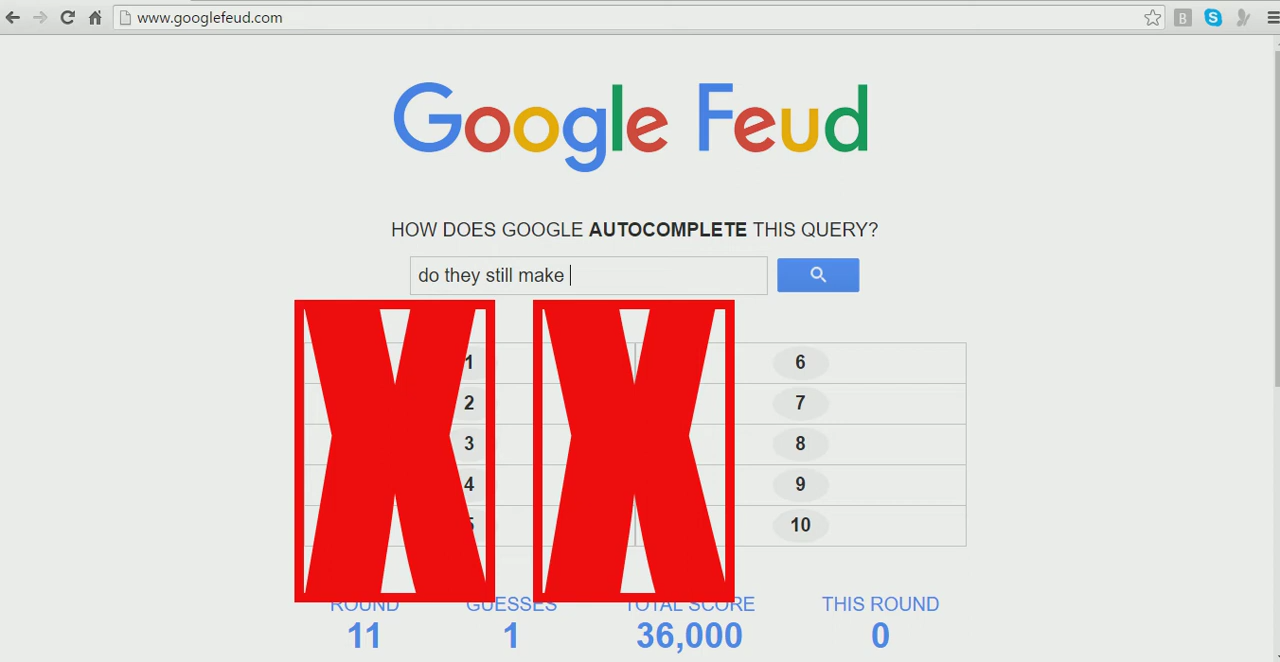 www.googlefeud.com
B S
Google Feud
HOW DOES GOOGLE AUTOCOMPLETE THIS QUERY?
do they still make
X X
1 6
2 7
3 8
4 9
5 10
ROUND GUESSES TOTAL SCORE THIS ROUND
11 1 36,000 0